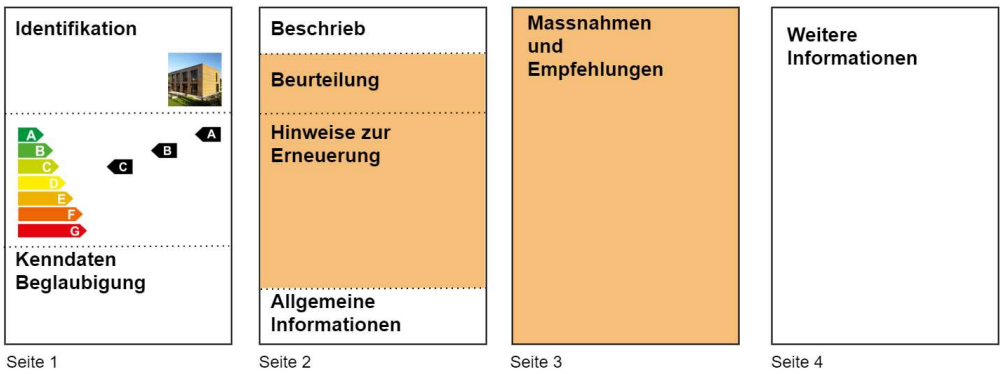 Identifikation
A
B
C
D
E
F
G
A
B
C
Kenndaten
Beglaubigung
Seite 1
Beschrieb
Beurteilung
Hinweise zur
Erneuerung
Allgemeine
Informationen
Seite 2
Massnahmen
und
Empfehlungen
Seite 3
Weitere
Informationen
Seite 4